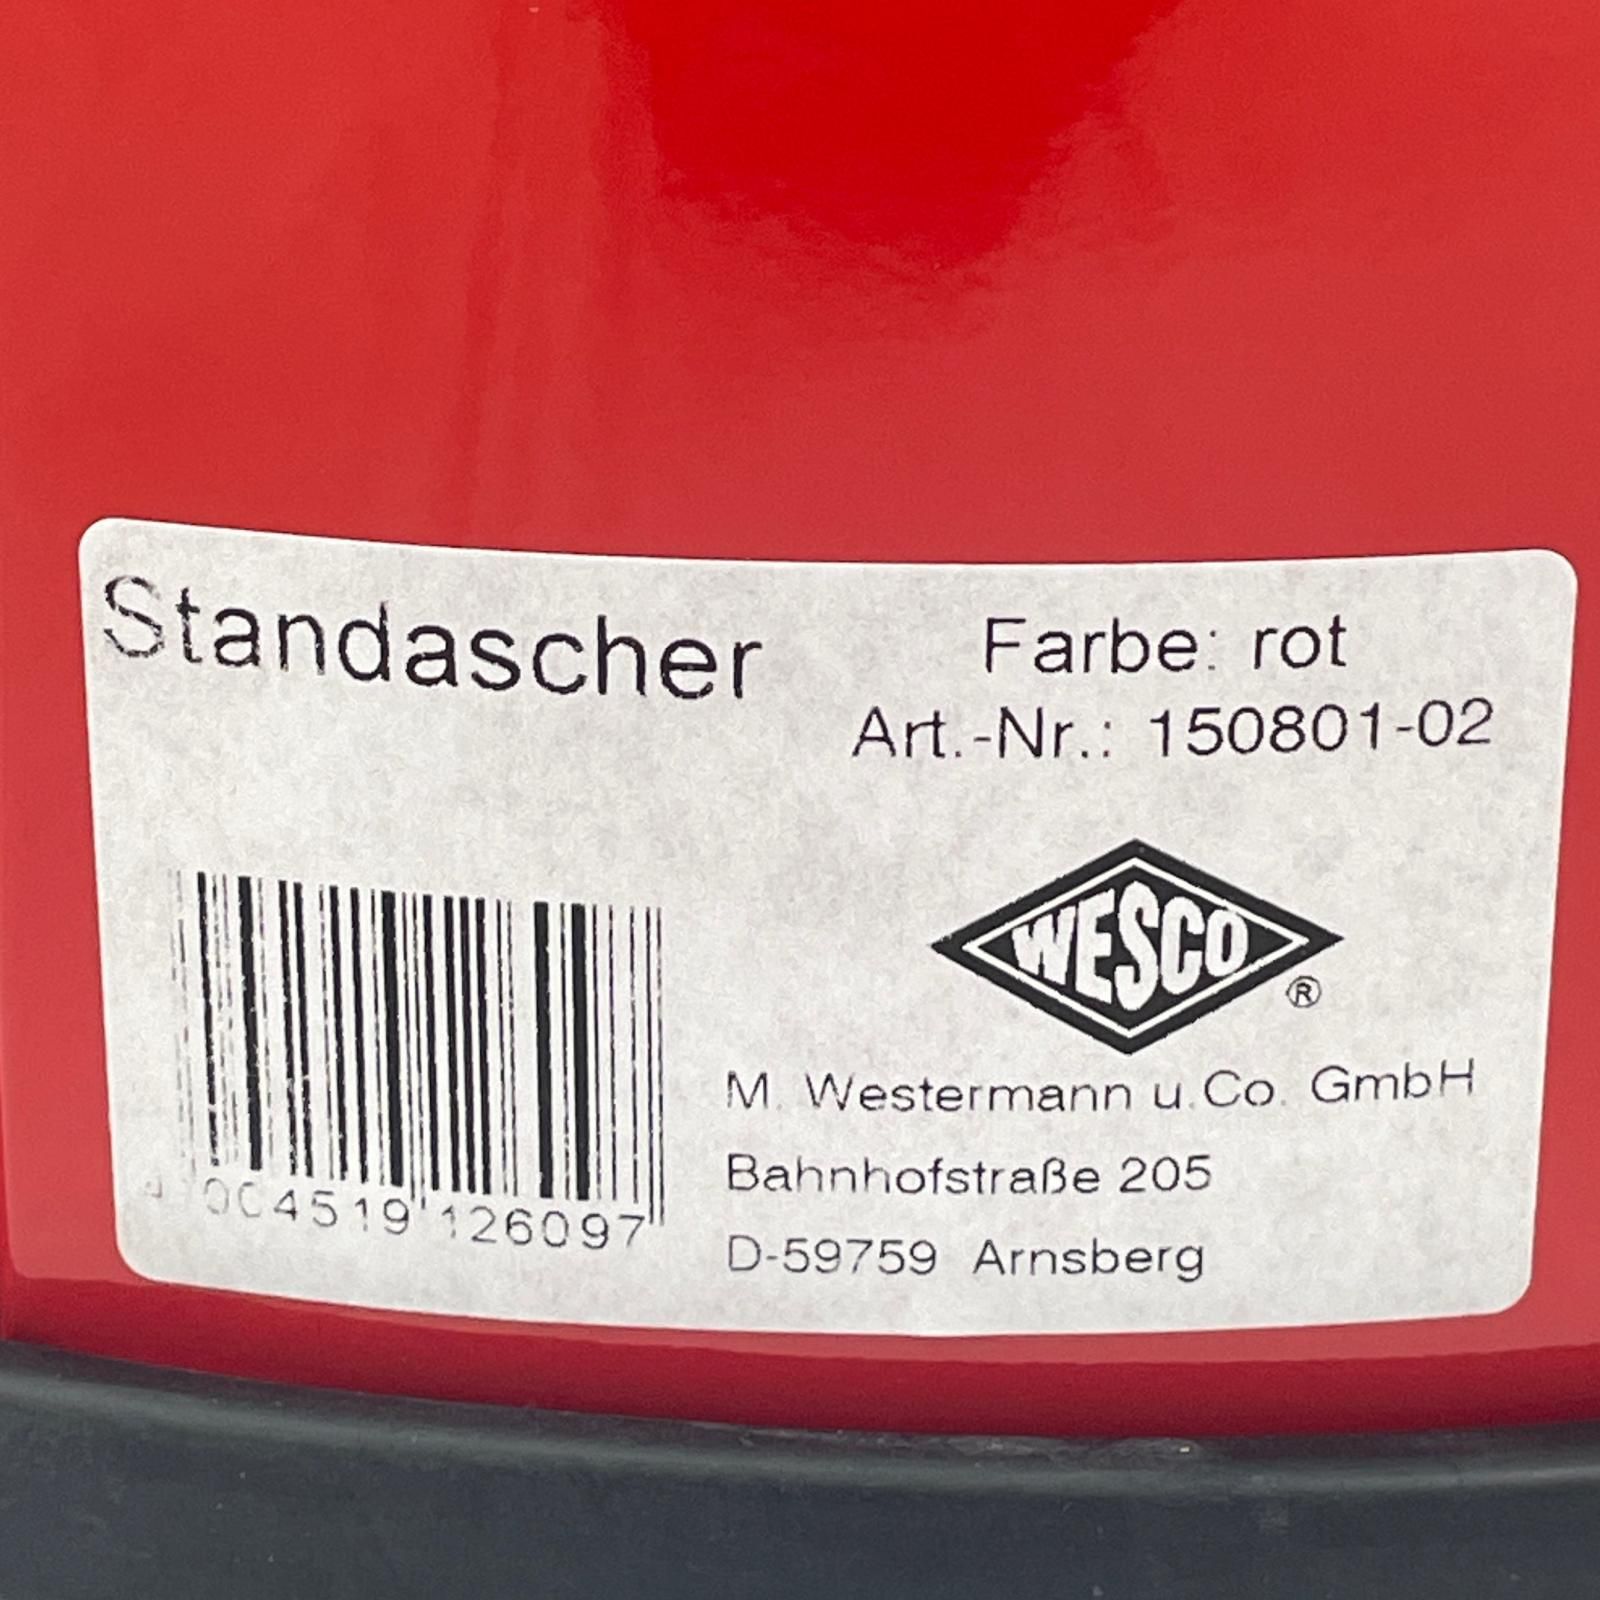 Standascher
Farbe: rot
Art.-Nr.: 150801-02
WESCO
®
M. Westermann u. Co. GmbH
Bahnhofstraße 205
D-59759 Arnsberg
4 004519 126097